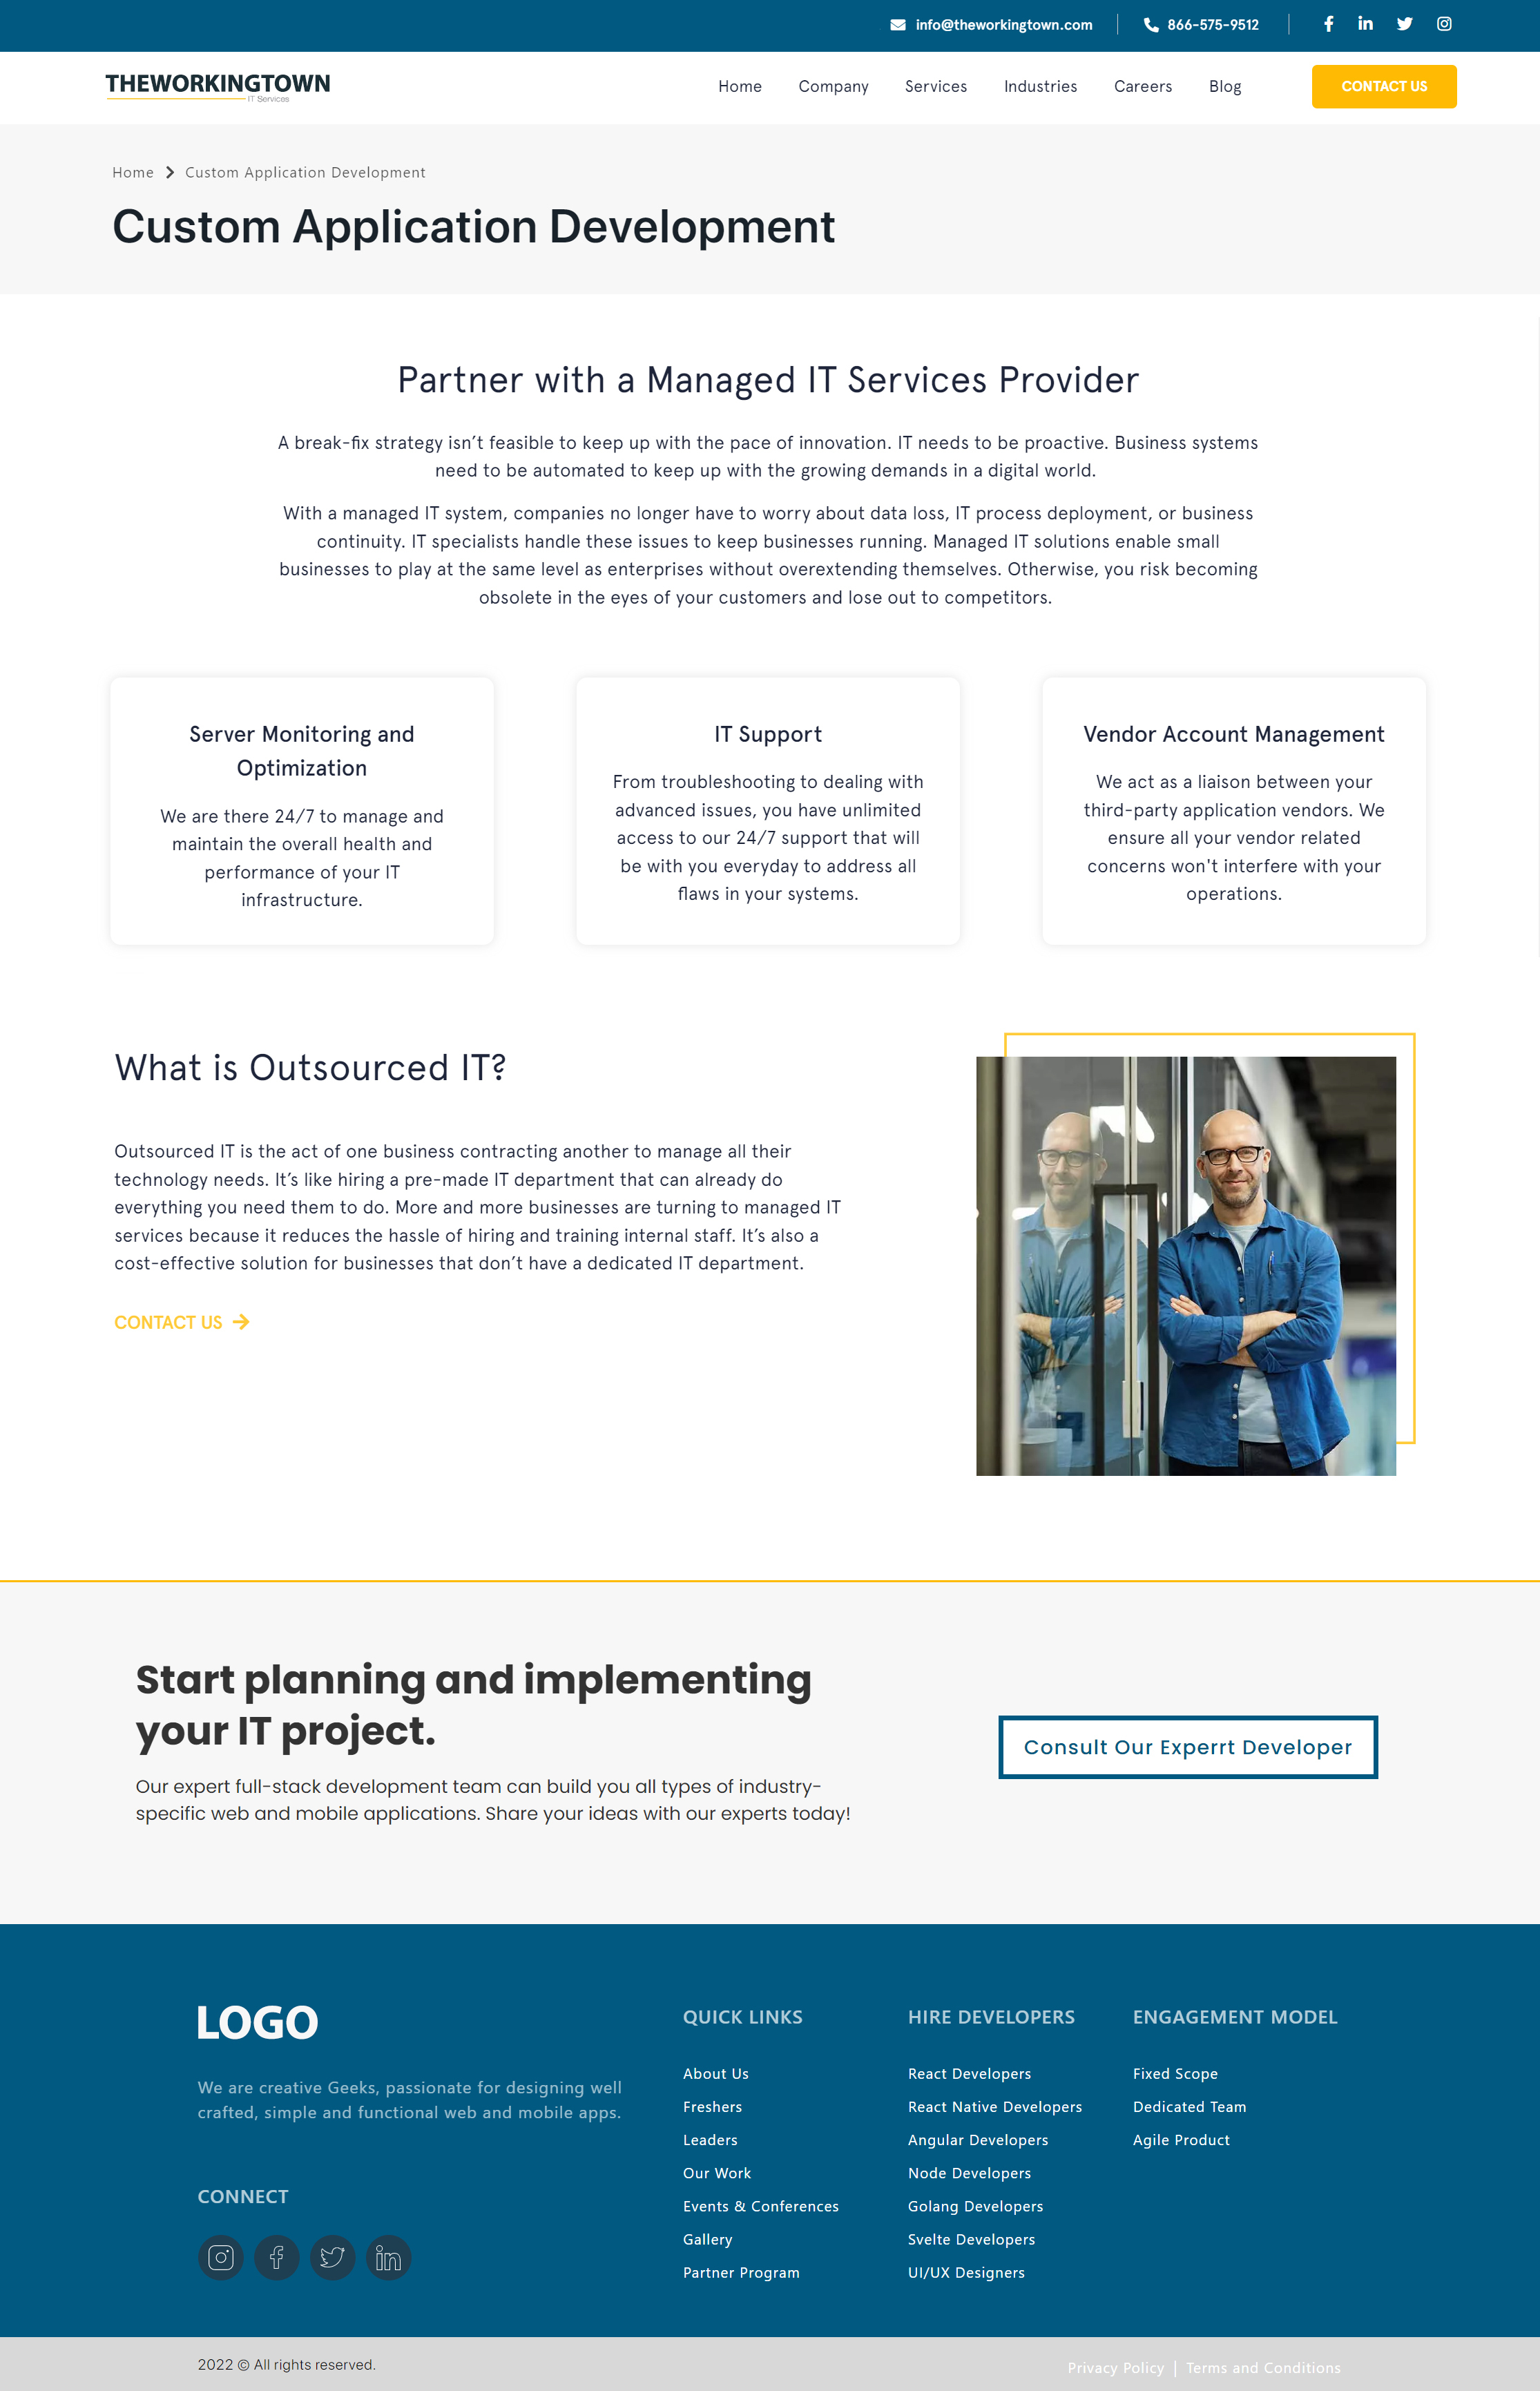 info@theworkingtown.com
866-575-9512
THEWORKINGTOWN
IT Services
Home Company Services Industries Careers Blog CONTACT US
Home Custom Application Development
Custom Application Development
Partner with a Managed IT Services Provider
A break-fix strategy isn’t feasible to keep up with the pace of innovation. IT needs to be proactive. Business systems
need to be automated to keep up with the growing demands in a digital world.
With a managed IT system, companies no longer have to worry about data loss, IT process deployment, or business
continuity. IT specialists handle these issues to keep businesses running. Managed IT solutions enable small
businesses to play at the same level as enterprises without overextending themselves. Otherwise, you risk becoming
obsolete in the eyes of your customers and lose out to competitors.
Server Monitoring and
Optimization
We are there 24/7 to manage and
maintain the overall health and
performance of your IT
infrastructure.
IT Support
From troubleshooting to dealing with
advanced issues, you have unlimited
access to our 24/7 support that will
be with you everyday to address all
flaws in your systems.
Vendor Account Management
We act as a liaison between your
third-party application vendors. We
ensure all your vendor related
concerns won't interfere with your
operations.
What is Outsourced IT?
Outsourced IT is the act of one business contracting another to manage all their
technology needs. It’s like hiring a pre-made IT department that can already do
everything you need them to do. More and more businesses are turning to managed IT
services because it reduces the hassle of hiring and training internal staff. It’s also a
cost-effective solution for businesses that don’t have a dedicated IT department.
CONTACT US
Start planning and implementing
your IT project.
Our expert full-stack development team can build you all types of industry-
specific web and mobile applications. Share your ideas with our experts today!
Consult Our Experrt Developer
LOGO
We are creative Geeks, passionate for designing well
crafted, simple and functional web and mobile apps.
CONNECT
QUICK LINKS
About Us
Freshers
Leaders
Our Work
Events & Conferences
Gallery
Partner Program
HIRE DEVELOPERS
React Developers
React Native Developers
Angular Developers
Node Developers
Golang Developers
Svelte Developers
UI/UX Designers
ENGAGEMENT MODEL
Fixed Scope
Dedicated Team
Agile Product
2022 © All rights reserved.
Privacy Policy | Terms and Conditions